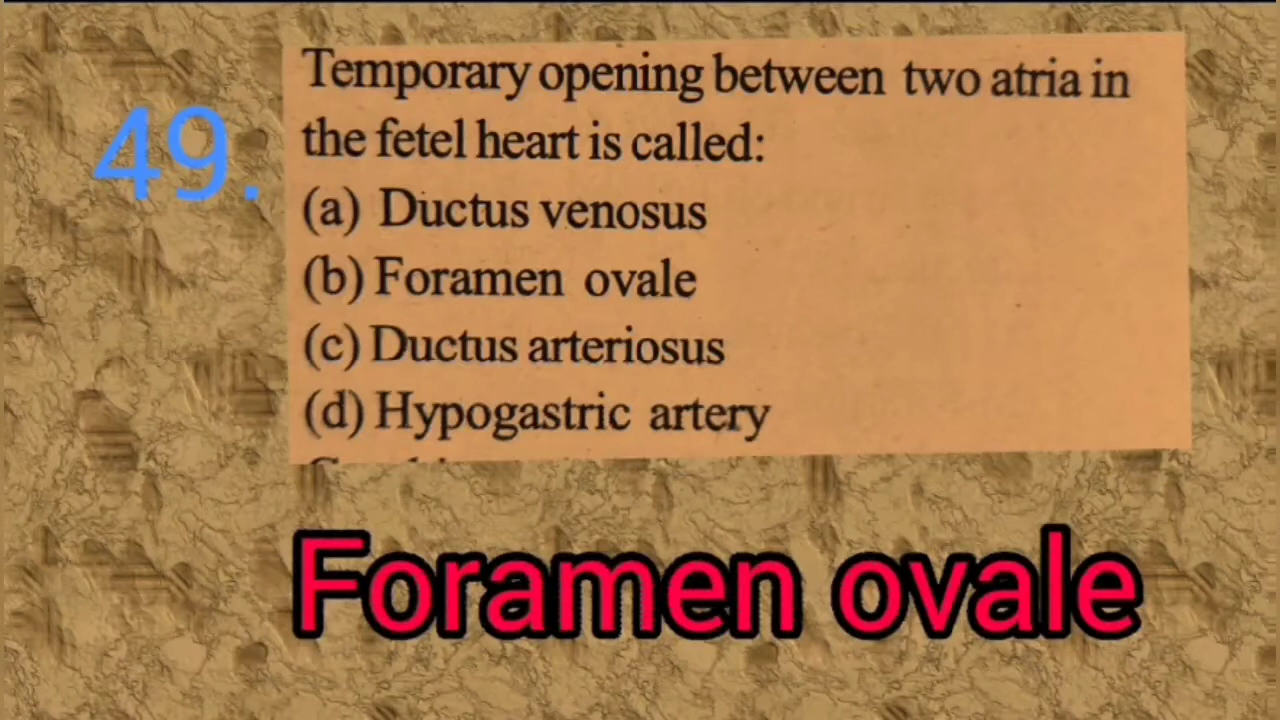 49.
Temporary opening between two atria in
the fetel heart is called:
(a) Ductus venosus
(b) Foramen ovale
(c) Ductus arteriosus
(d) Hypogastric artery
Foramen ovale